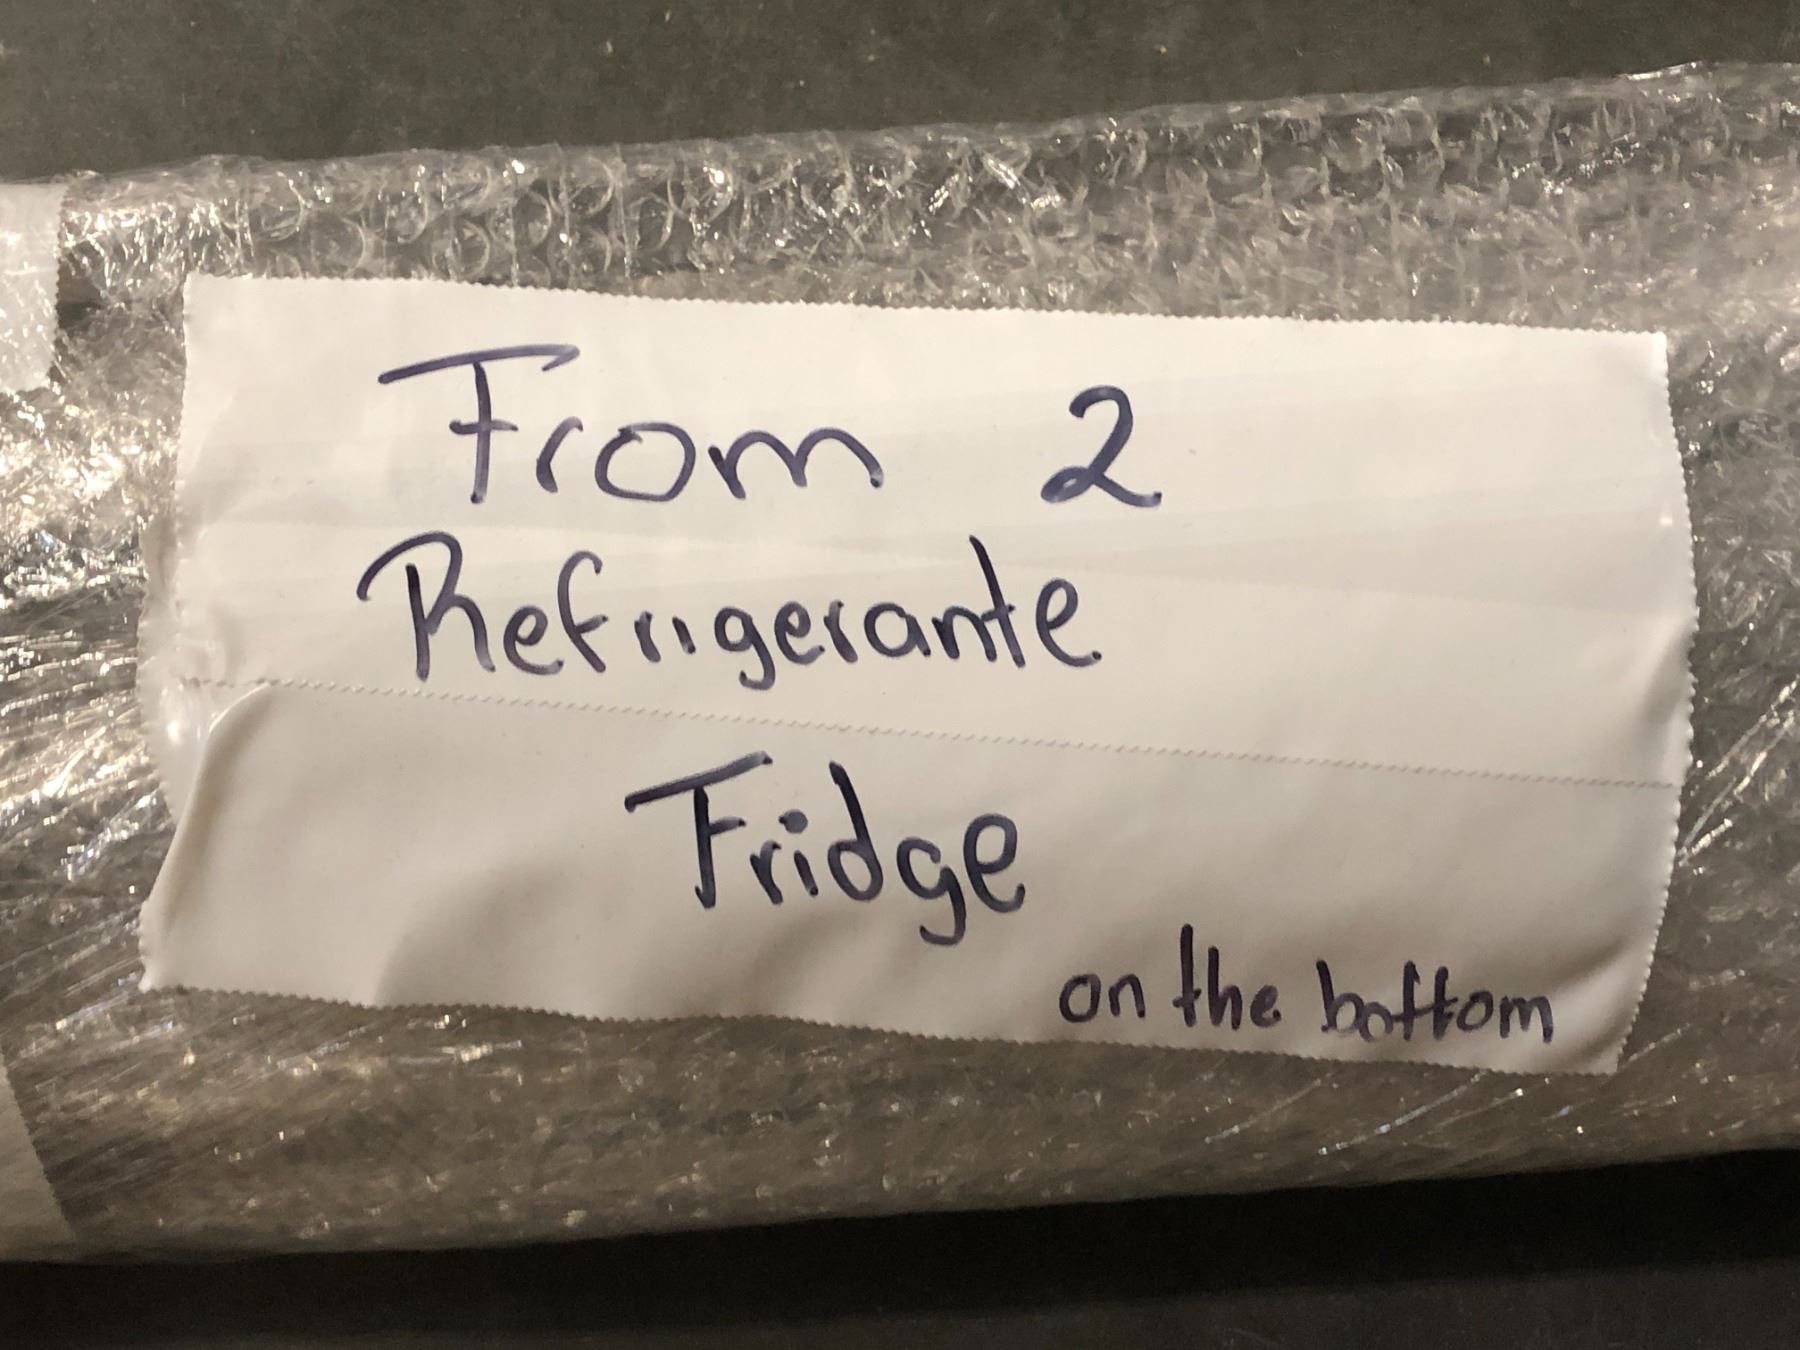 From 2
Refrigerante
Fridge
on the bottom